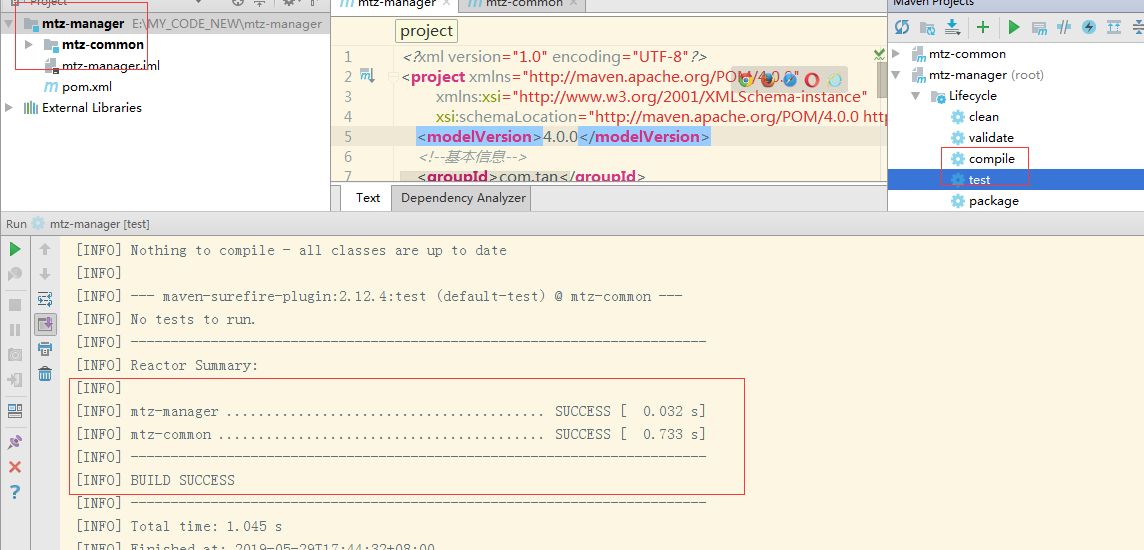 Project
mtz-manager E:\MY_CODE_NEW\mtz-manager
mtz-common
mtz-manager.iml
pom.xml
External Libraries
mtz-manager
mtz-common
project
1 <?xml version="1.0" encoding="UTF-8"?>
2 <project xmlns="http://maven.apache.org/POM/4.0.0"
3 xmlns:xsi="http://www.w3.org/2001/XMLSchema-instance"
4 xsi:schemaLocation="http://maven.apache.org/POM/4.0.0 http
5 <modelVersion>4.0.0</modelVersion>
6 <!--基本信息-->
7 <groupId>com.tan</groupId>
Text
Dependency Analyzer
Maven Projects
mtz-common
mtz-manager (root)
Lifecycle
clean
validate
compile
test
package
Run mtz-manager [test]
[INFO] Nothing to compile - all classes are up to date
[INFO]
[INFO] --- maven-surefire-plugin:2.12.4:test (default-test) @ mtz-common ---
[INFO] No tests to run.
[INFO] ------------------------------------------------------------------------
[INFO] Reactor Summary:
[INFO]
[INFO] mtz-manager ........................................ SUCCESS [  0.032 s]
[INFO] mtz-common ......................................... SUCCESS [  0.733 s]
[INFO] ------------------------------------------------------------------------
[INFO] BUILD SUCCESS
[INFO] ------------------------------------------------------------------------
[INFO] Total time: 1.045 s
[INFO] Finished at: 2019-05-29T17:44:32+08:00